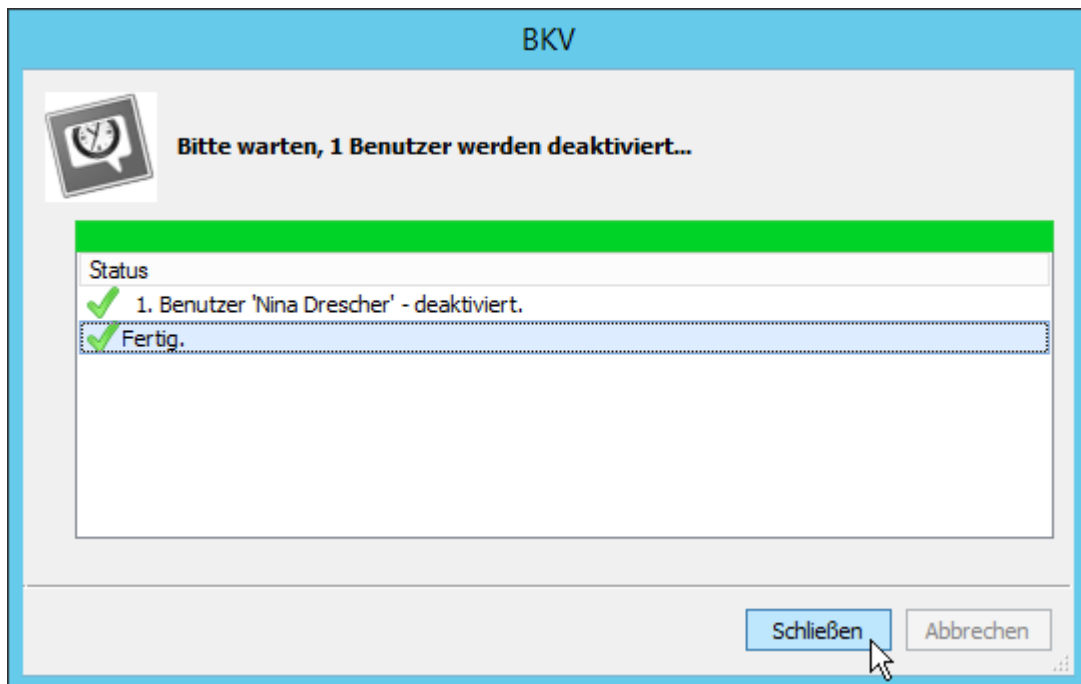 BKV
Bitte warten, 1 Benutzer werden deaktiviert...
Status
1. Benutzer 'Nina Drescher' - deaktiviert.
Fertig.
Schließen Abbrechen